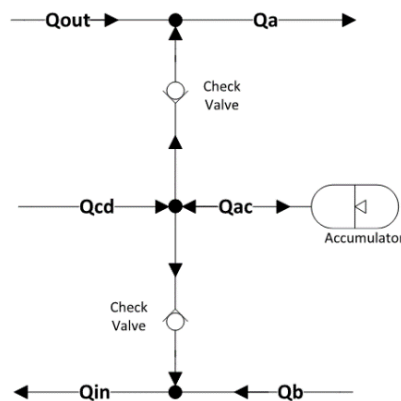 Qout
Qa
Check
Valve
Qcd
Qac
Accumulator
Check
Valve
Qin
Qb